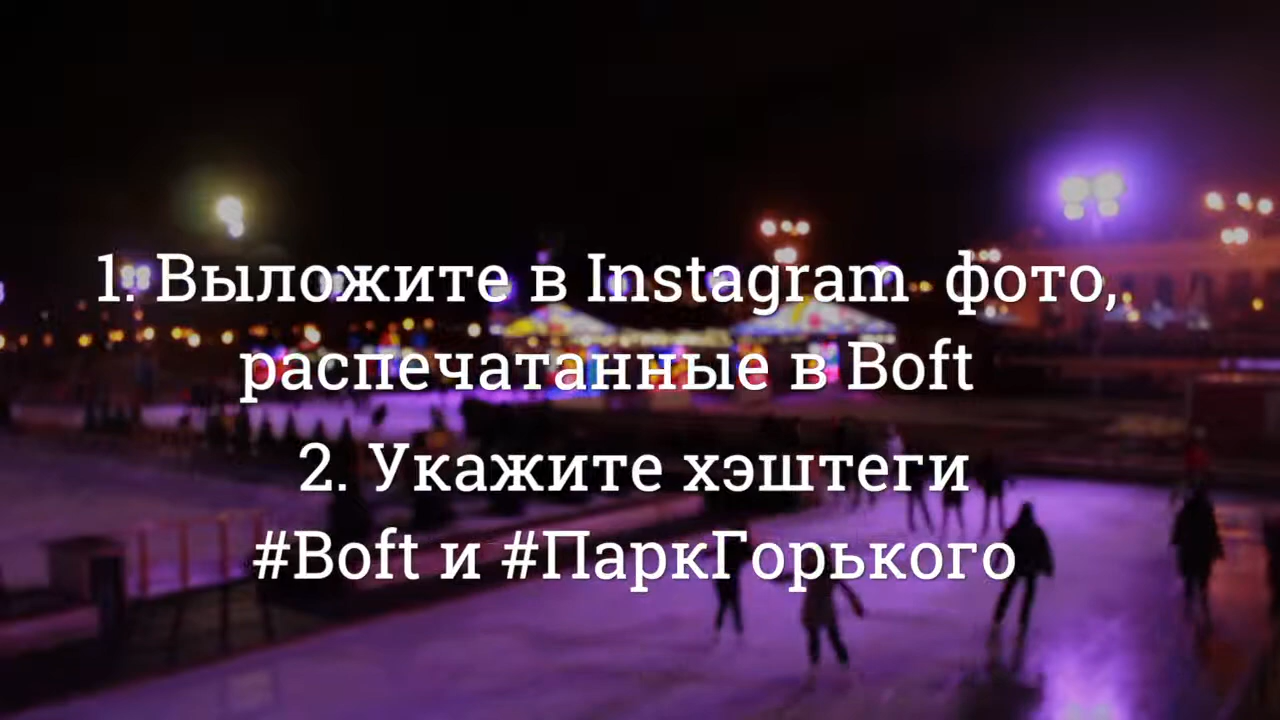 1. Выложите в Instagram фото,
распечатанные в Boft
2. Укажите хэштеги
#Boft и #ПаркГорького